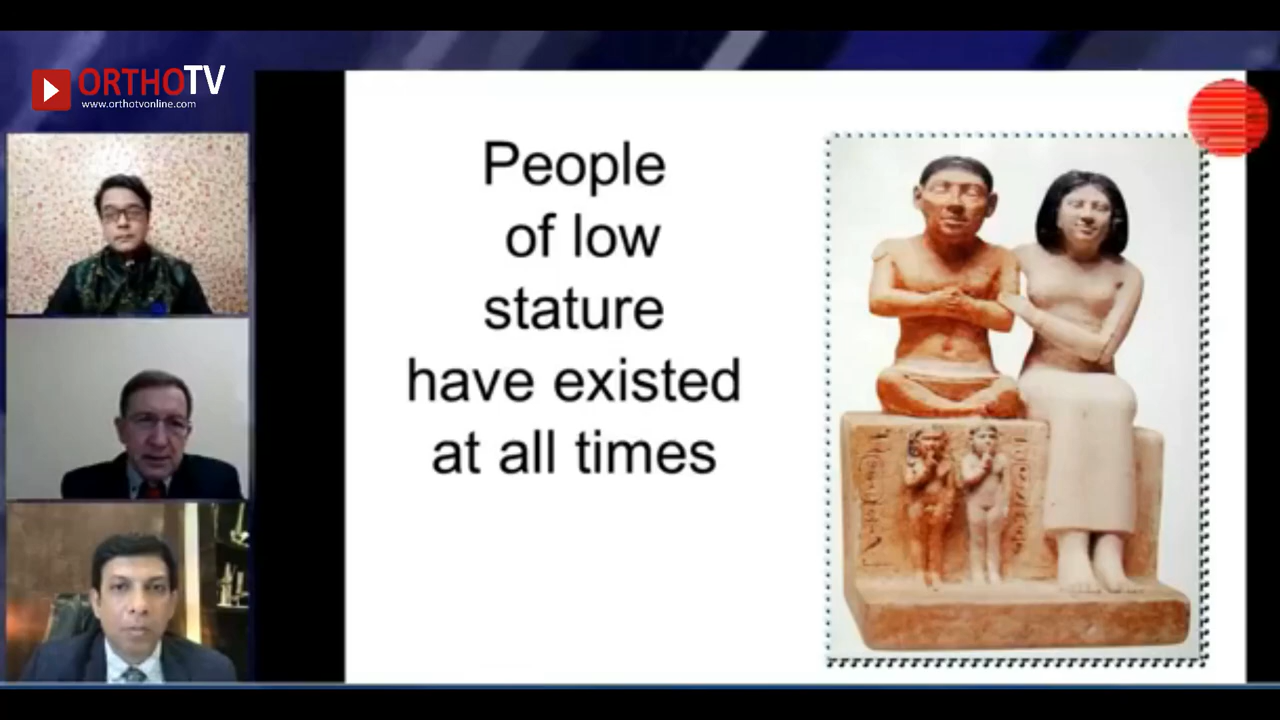 ORTHOTV
www.orthotvonline.com
People
of low
stature
have existed
at all times